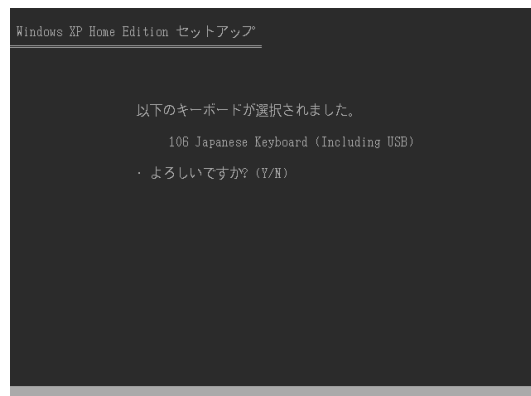 Windows XP Home Edition セットアップ
以下のキーボードが選択されました。
106 Japanese Keyboard (Including USB)
・ よろしいですか? (Y/N)